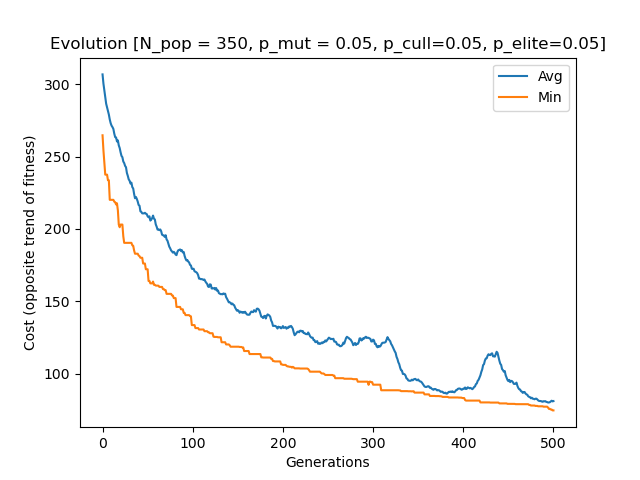 Evolution [N_pop = 350, p_mut = 0.05, p_cull=0.05, p_elite=0.05]
Avg
Min
Cost (opposite trend of fitness)
300
250
200
150
100
0 100 200 300 400 500
Generations